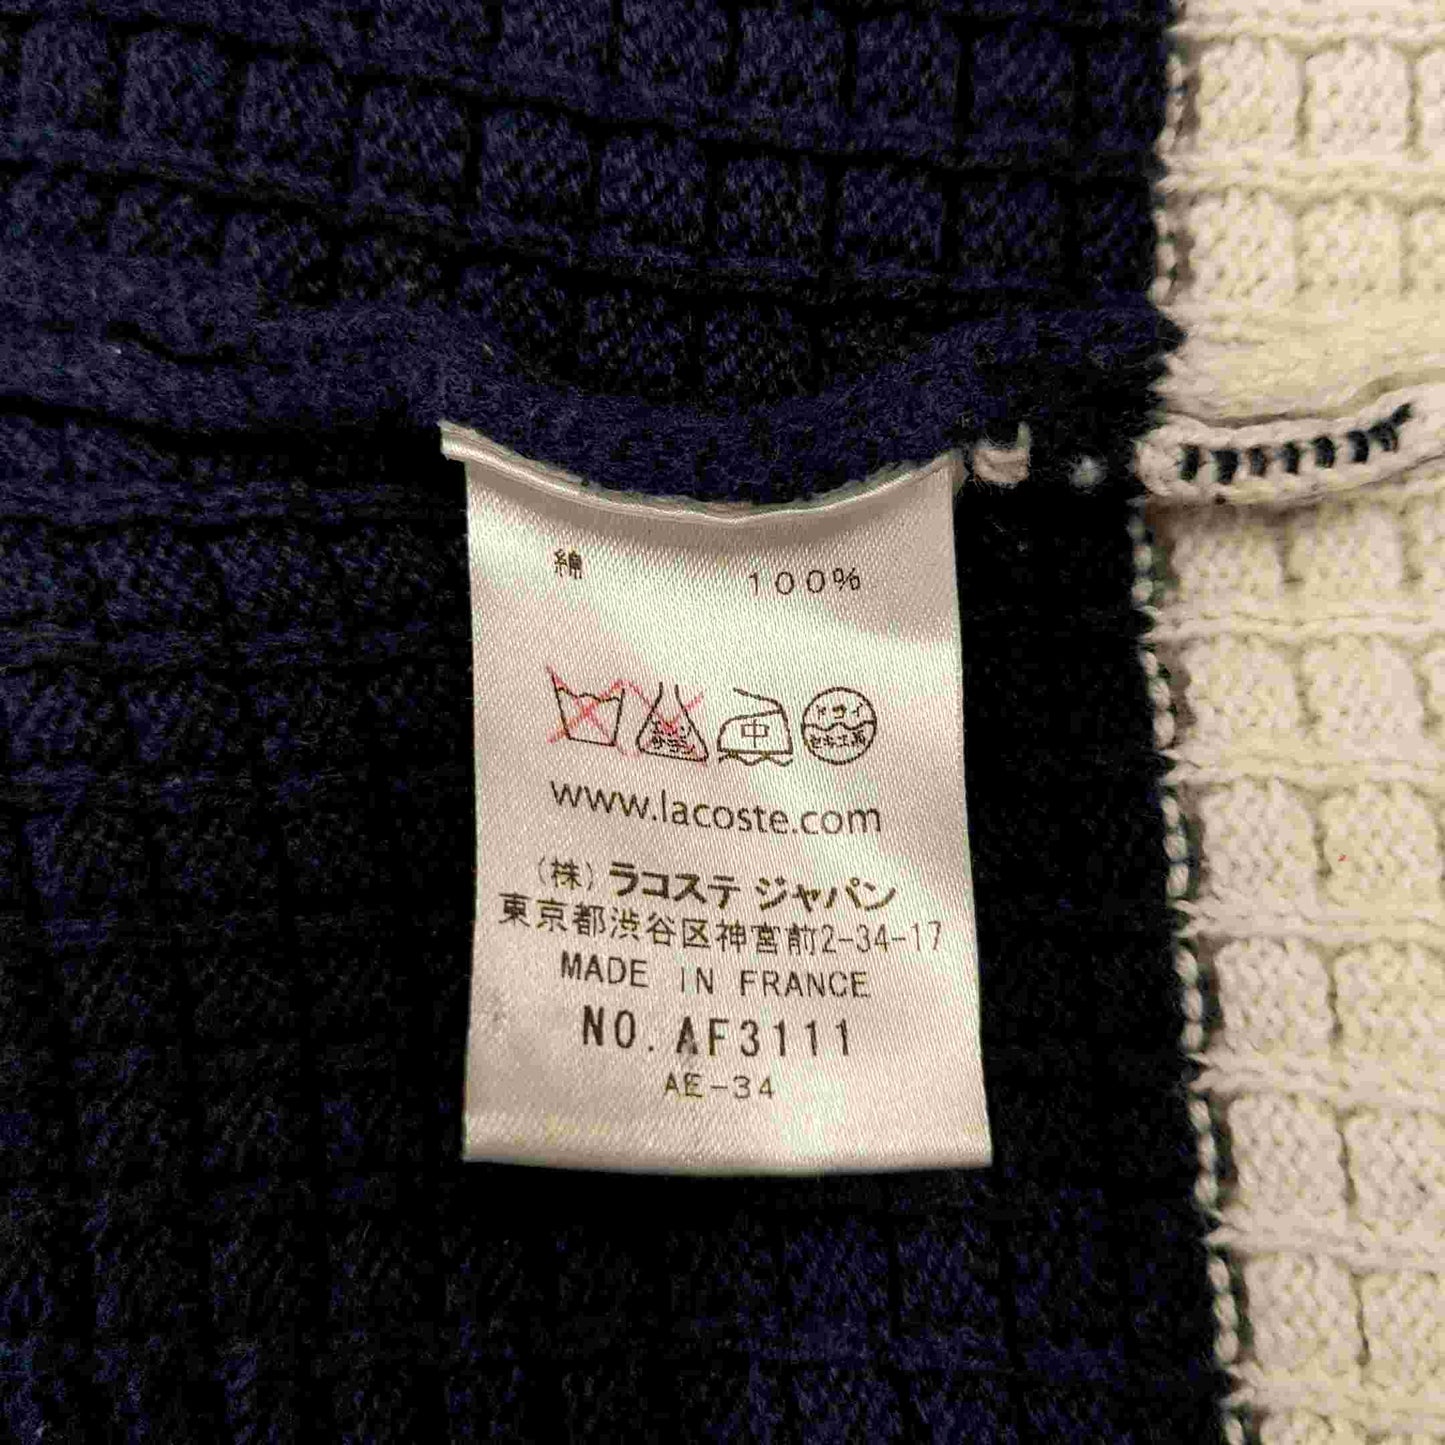 綿 100%
中
www.lacoste.com
(株) ラコステ ジャパン
東京都渋谷区神宮前2-34-17
MADE IN FRANCE
NO. AF3111
AE-34